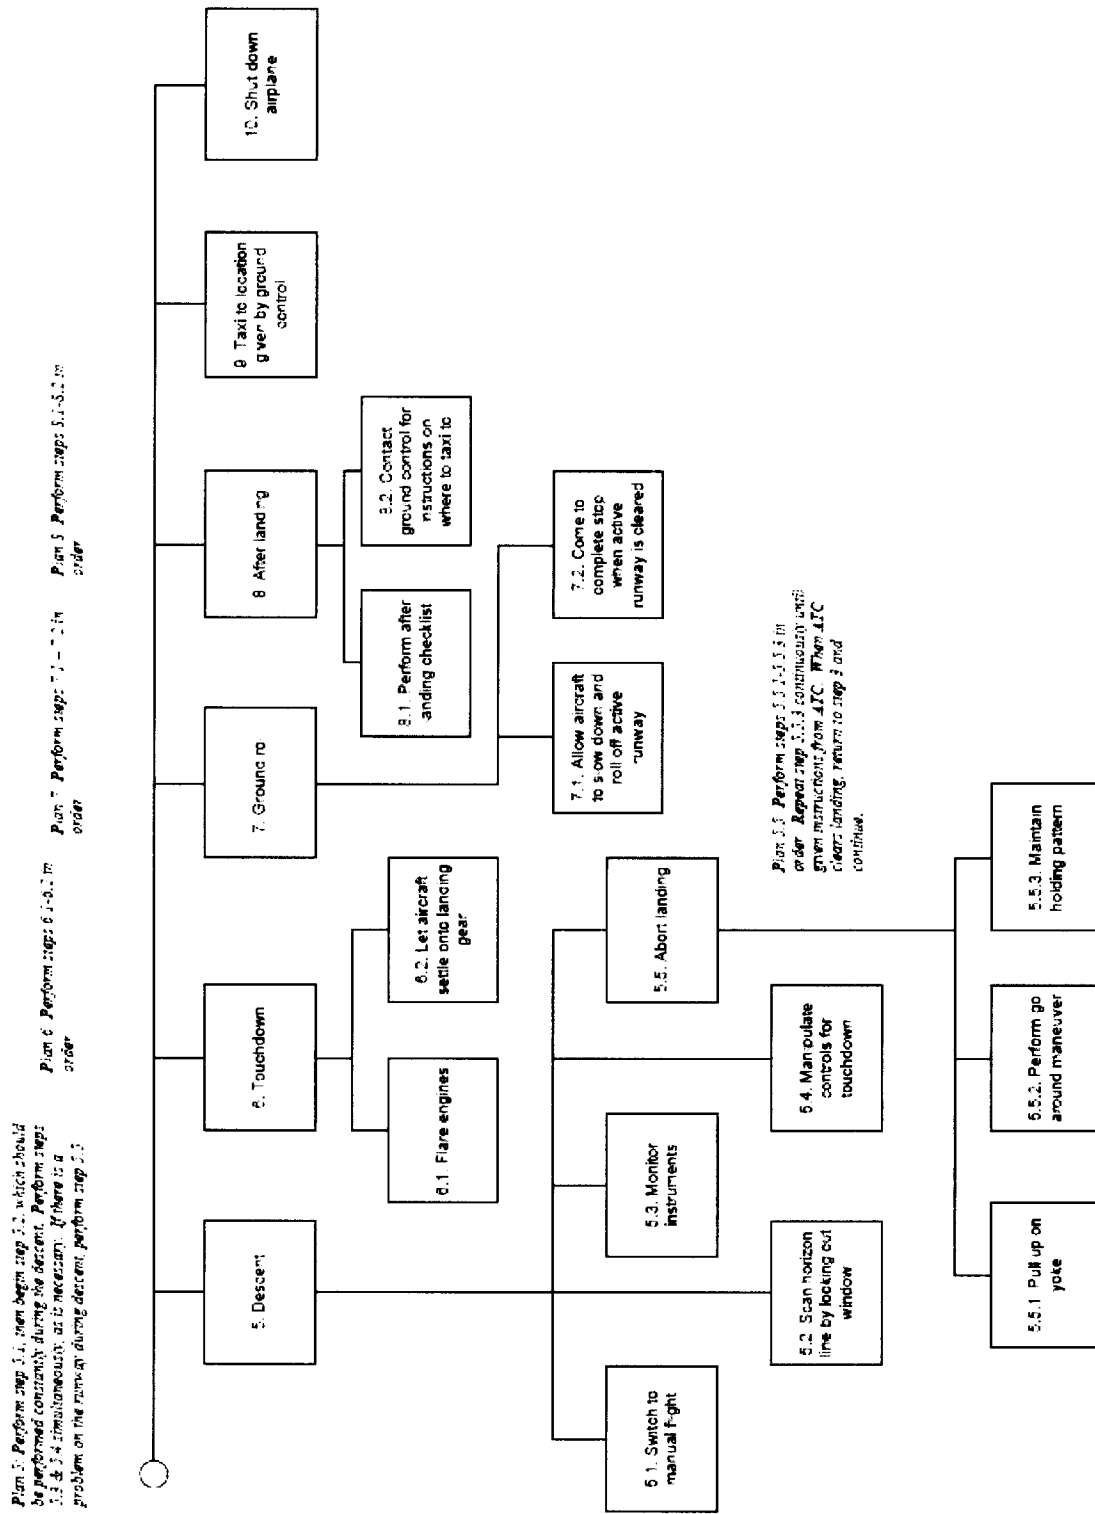 Plan 5: Perform step 5.1, then begin step 5.2, which should
be performed constantly during the descent. Perform steps
5.3 & 5.4 simultaneously, as is necessary. If there is a
problem on the runway during descent, perform step 5.5
Plan 6 Perform steps 6.1-6.2 in
order
Plan 7 Perform steps 7.1 – 7.2 in
order
Plan 8 Perform steps 8.1-8.2 in
order
5. Descent
6. Touchdown
7. Ground ro
8 After landing
9 Taxi to location
given by ground
control
10. Shut down
airplane
6.1. Flare engines
6.2. Let aircraft
settle onto landing
gear
8.1. Perform after
anding checklist
8.2. Contact
ground control for
nstructions on
where to taxi to
7.1. Allow aircraft
to slow down and
roll off active
runway
7.2. Come to
complete stop
when active
runway is cleared
5.1. Switch to
manual f ght
5.2 Scan horizon
line by looking out
window
5.3. Monitor
instruments
5.4. Manipulate
controls for
touchdown
5.5. Abort landing
Plan 5.5 Perform steps 5.5.1-5.5.3 in
order Repeat step 5.5.3 continuously until
given instructions from ATC. When ATC
clears landing, return to step 3 and
continue.
5.5.1 Pull up on
yoke
5.5.2. Perform go
around maneuver
5.5.3. Maintain
holding pattern